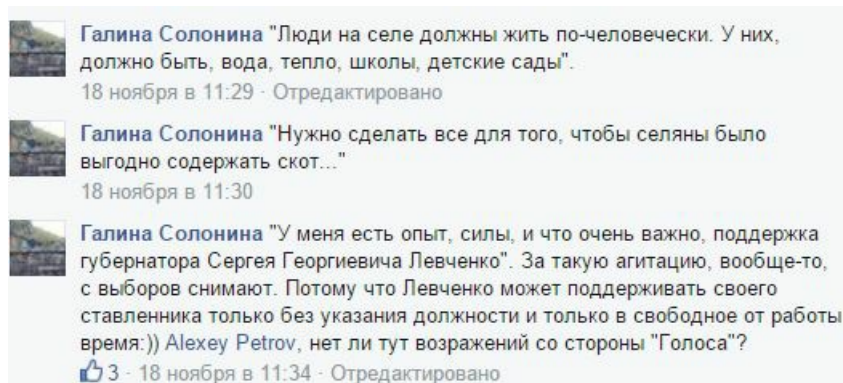 Галина Солонина "Люди на селе должны жить по-человечески. У них,
должно быть, вода, тепло, школы, детские сады".
18 ноября в 11:29 · Отредактировано
Галина Солонина "Нужно сделать все для того, чтобы селяны было
выгодно содержать скот..."
18 ноября в 11:30
Галина Солонина "У меня есть опыт, силы, и что очень важно, поддержка
губернатора Сергея Георгиевича Левченко". За такую агитацию, вообще-то,
с выборов снимают. Потому что Левченко может поддерживать своего
ставленника только без указания должности и только в свободное от работы
время:)) Alexey Petrov, нет ли тут возражений со стороны "Голоса"?
3 · 18 ноября в 11:34 · Отредактировано